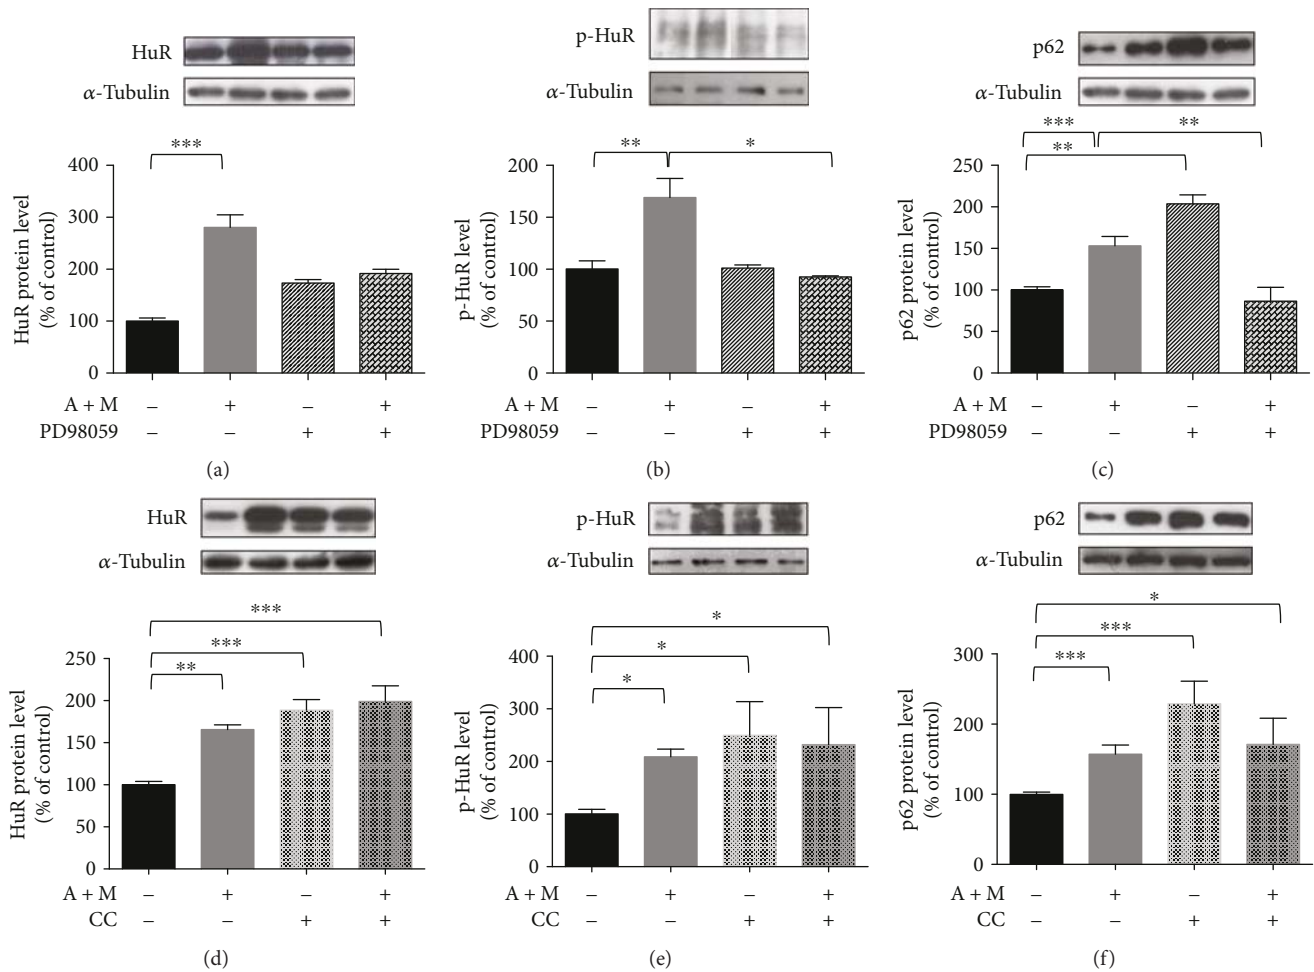 HuR
α-Tubulin
***
400
300
200
100
0
HuR protein level
(% of control)
A + M – + – +
PD98059 – – + +
(a)
p-HuR
α-Tubulin
** *
200
150
100
50
0
p-HuR level
(% of control)
A + M – + – +
PD98059 – – + +
(b)
p62
α-Tubulin
*** **
**
250
200
150
100
50
0
p62 protein level
(% of control)
A + M – + – +
PD98059 – – + +
(c)
HuR
α-Tubulin
***
***
**
250
200
150
100
50
0
HuR protein level
(% of control)
A + M – + – +
CC – – + +
(d)
p-HuR
α-Tubulin
*
*
*
400
300
200
100
0
p-HuR level
(% of control)
A + M – + – +
CC – – + +
(e)
p62
α-Tubulin
*
***
***
300
200
100
0
p62 protein level
(% of control)
A + M – + – +
CC – – + +
(f)